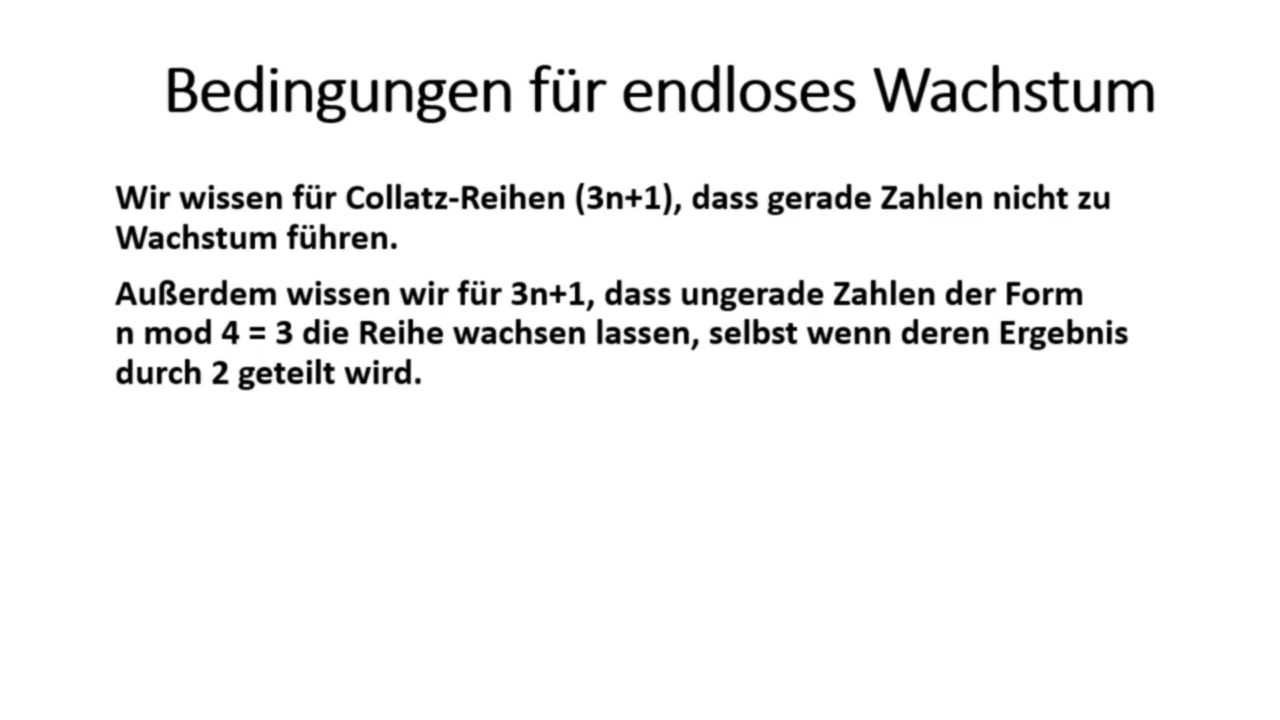 Bedingungen für endloses Wachstum
Wir wissen für Collatz-Reihen (3n+1), dass gerade Zahlen nicht zu
Wachstum führen.
Außerdem wissen wir für 3n+1, dass ungerade Zahlen der Form
n mod 4 = 3 die Reihe wachsen lassen, selbst wenn deren Ergebnis
durch 2 geteilt wird.